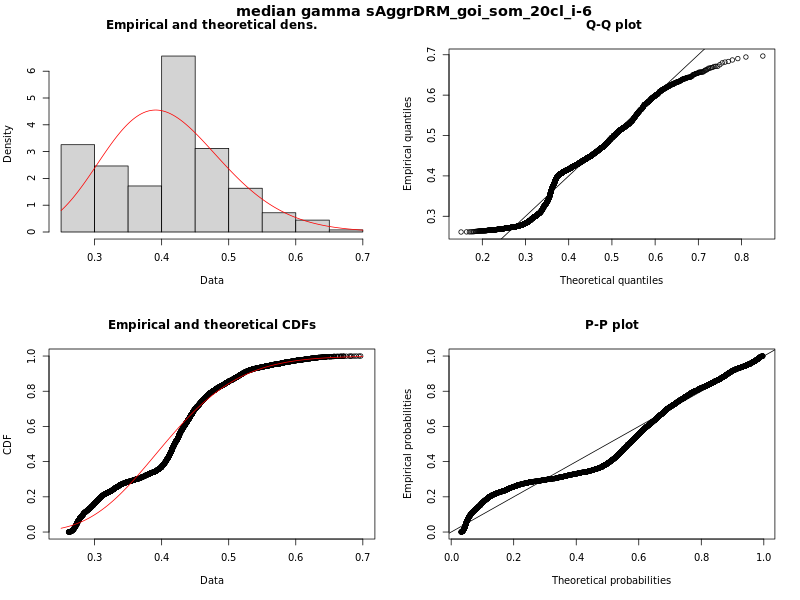 median gamma sAggrDRM_goi_som_20cl_i-6
Empirical and theoretical dens.
Density
0 1 2 3 4 5 6
0.3 0.4 0.5 0.6 0.7
Data
Q-Q plot
Empirical quantiles
0.3 0.4 0.5 0.6 0.7
0.2 0.3 0.4 0.5 0.6 0.7 0.8
Theoretical quantiles
Empirical and theoretical CDFs
CDF
0.0 0.2 0.4 0.6 0.8 1.0
0.3 0.4 0.5 0.6 0.7
Data
P-P plot
Empirical probabilities
0.0 0.2 0.4 0.6 0.8 1.0
0.0 0.2 0.4 0.6 0.8 1.0
Theoretical probabilities